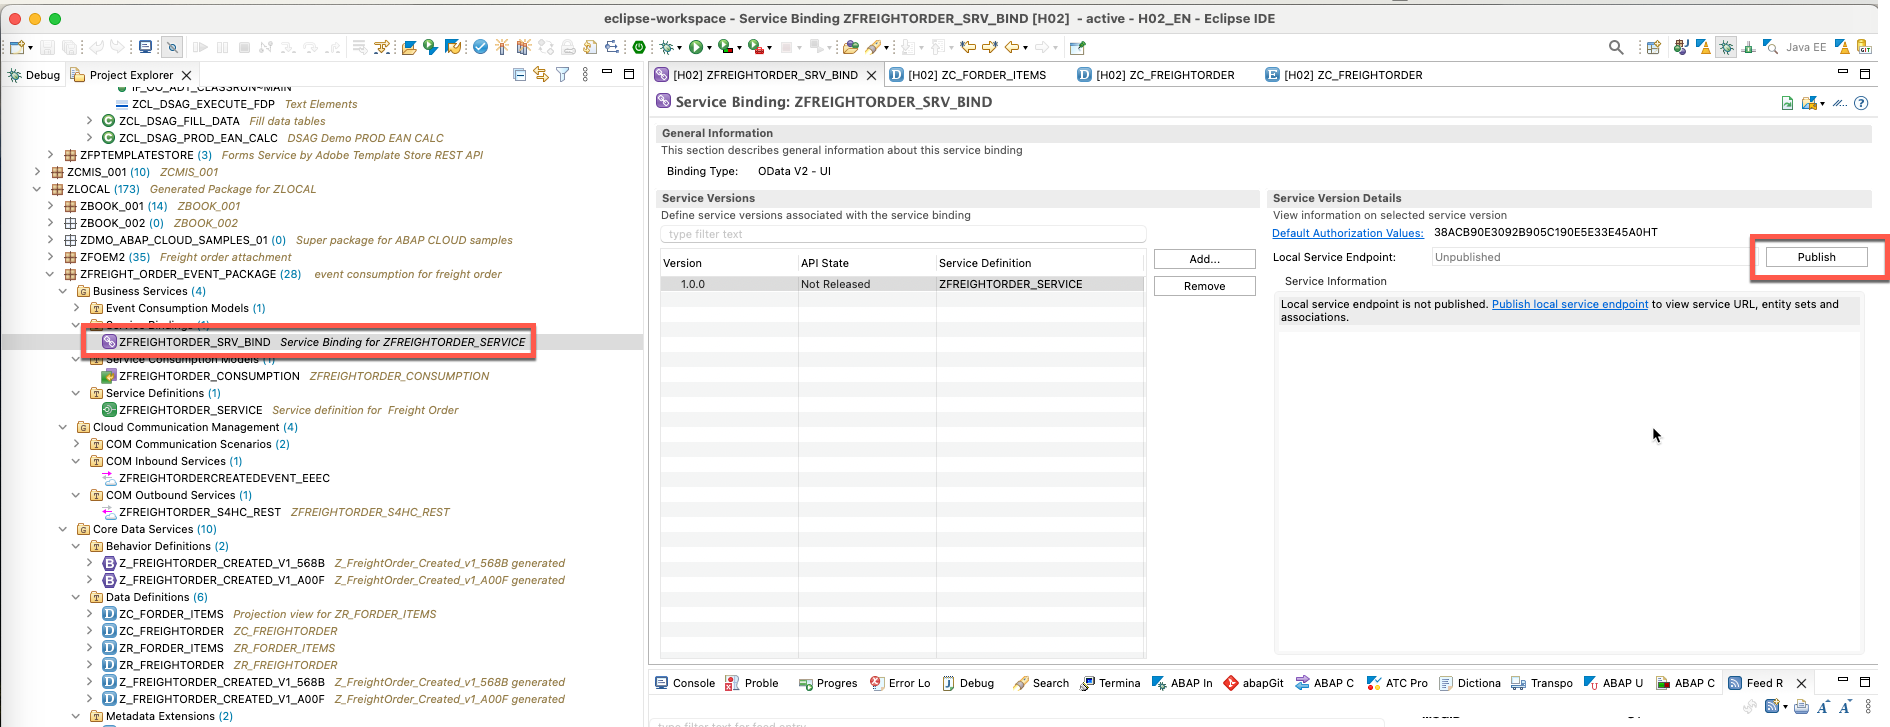 eclipse-workspace - Service Binding ZFREIGHTORDER_SRV_BIND [H02] - active - H02_EN - Eclipse IDE
Java EE
Debug
Project Explorer
IF_OO_ADT_CLASSRUN~MAIN
ZCL_DSAG_EXECUTE_FDP Text Elements
ZCL_DSAG_FILL_DATA Fill data tables
ZCL_DSAG_PROD_EAN_CALC DSAG Demo PROD EAN CALC
ZFPTEMPLATESTORE (3) Forms Service by Adobe Template Store REST API
ZCMIS_001 (10) ZCMIS_001
ZLOCAL (173) Generated Package for ZLOCAL
ZBOOK_001 (14) ZBOOK_001
ZBOOK_002 (0) ZBOOK_002
ZDMO_ABAP_CLOUD_SAMPLES_01 (0) Super package for ABAP CLOUD samples
ZFOEM2 (35) Freight order attachment
ZFREIGHT_ORDER_EVENT_PACKAGE (28) event consumption for freight order
Business Services (4)
Event Consumption Models (1)
Service Bindings (1)
ZFREIGHTORDER_SRV_BIND Service Binding for ZFREIGHTORDER_SERVICE
Service Consumption Models (1)
ZFREIGHTORDER_CONSUMPTION ZFREIGHTORDER_CONSUMPTION
Service Definitions (1)
ZFREIGHTORDER_SERVICE Service definition for Freight Order
Cloud Communication Management (4)
COM Communication Scenarios (2)
COM Inbound Services (1)
ZFREIGHTORDERCREATEDEVENT_EEEC
COM Outbound Services (1)
ZFREIGHTORDER_S4HC_REST ZFREIGHTORDER_S4HC_REST
Core Data Services (10)
Behavior Definitions (2)
Z_FREIGHTORDER_CREATED_V1_568B Z_FreightOrder_Created_v1_568B generated
Z_FREIGHTORDER_CREATED_V1_A00F Z_FreightOrder_Created_v1_A00F generated
Data Definitions (6)
ZC_FORDER_ITEMS Projection view for ZR_FORDER_ITEMS
ZC_FREIGHTORDER ZC_FREIGHTORDER
ZR_FORDER_ITEMS ZR_FORDER_ITEMS
ZR_FREIGHTORDER ZR_FREIGHTORDER
Z_FREIGHTORDER_CREATED_V1_568B Z_FreightOrder_Created_v1_568B generated
Z_FREIGHTORDER_CREATED_V1_A00F Z_FreightOrder_Created_v1_A00F generated
Metadata Extensions (2)
[H02] ZFREIGHTORDER_SRV_BIND
[H02] ZC_FORDER_ITEMS
[H02] ZC_FREIGHTORDER
[H02] ZC_FREIGHTORDER
Service Binding: ZFREIGHTORDER_SRV_BIND
General Information
This section describes general information about this service binding
Binding Type: OData V2 - UI
Service Versions
Define service versions associated with the service binding
type filter text
Version API State Service Definition
1.0.0 Not Released ZFREIGHTORDER_SERVICE
Add...
Remove
Service Version Details
View information on selected service version
Default Authorization Values: 38ACB90E3092B905C190E5E33E45A0HT
Local Service Endpoint: Unpublished
Publish
Service Information
Local service endpoint is not published. Publish local service endpoint to view service URL, entity sets and
associations.
Console
Proble
Progres
Error Lo
Debug
Search
Termina
ABAP In
abapGit
ABAP C
ATC Pro
Dictiona
Transpo
ABAP U
ABAP C
Feed R
type filter text for feed entry